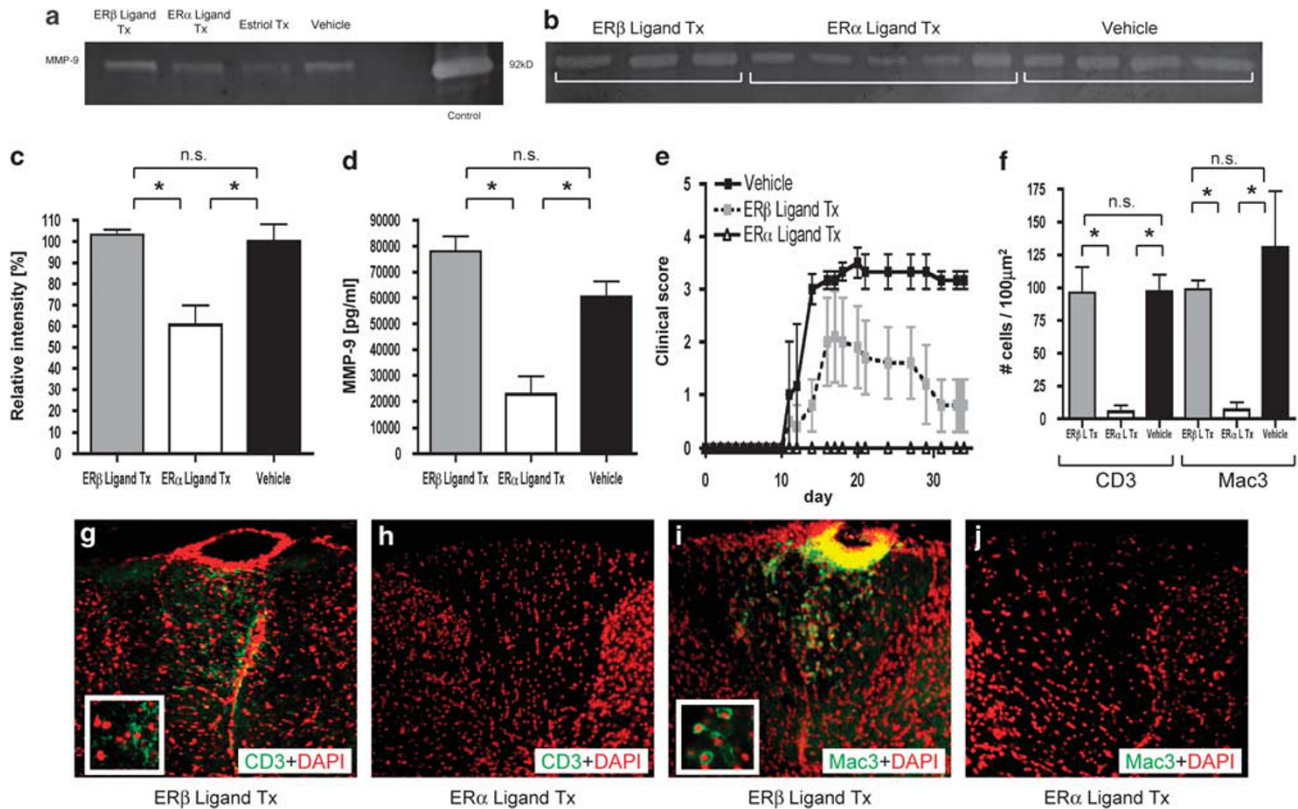 a
ERβ Ligand Tx
ERα Ligand Tx
Estriol Tx
Vehicle
MMP-9
92kD
Control
b
ERβ Ligand Tx
ERα Ligand Tx
Vehicle
c
n.s.
*
*
Relative intensity [%]
110
100
90
80
70
60
50
40
30
20
10
0
ERβ Ligand Tx
ERα Ligand Tx
Vehicle
d
n.s.
*
*
MMP-9 [pg/ml]
90000
80000
70000
60000
50000
40000
30000
20000
10000
0
ERβ Ligand Tx
ERα Ligand Tx
Vehicle
e
Clinical score
5
4
3
2
1
0
Vehicle
ERβ Ligand Tx
ERα Ligand Tx
0
10
20
30
day
f
n.s.
n.s.
*
*
*
*
# cells / 100µm²
175
150
125
100
75
50
25
0
ERβ L Tx
ERα L Tx
Vehicle
ERβ L Tx
ERα L Tx
Vehicle
CD3
Mac3
g
CD3+DAPI
ERβ Ligand Tx
h
CD3+DAPI
ERα Ligand Tx
i
Mac3+DAPI
ERβ Ligand Tx
j
Mac3+DAPI
ERα Ligand Tx